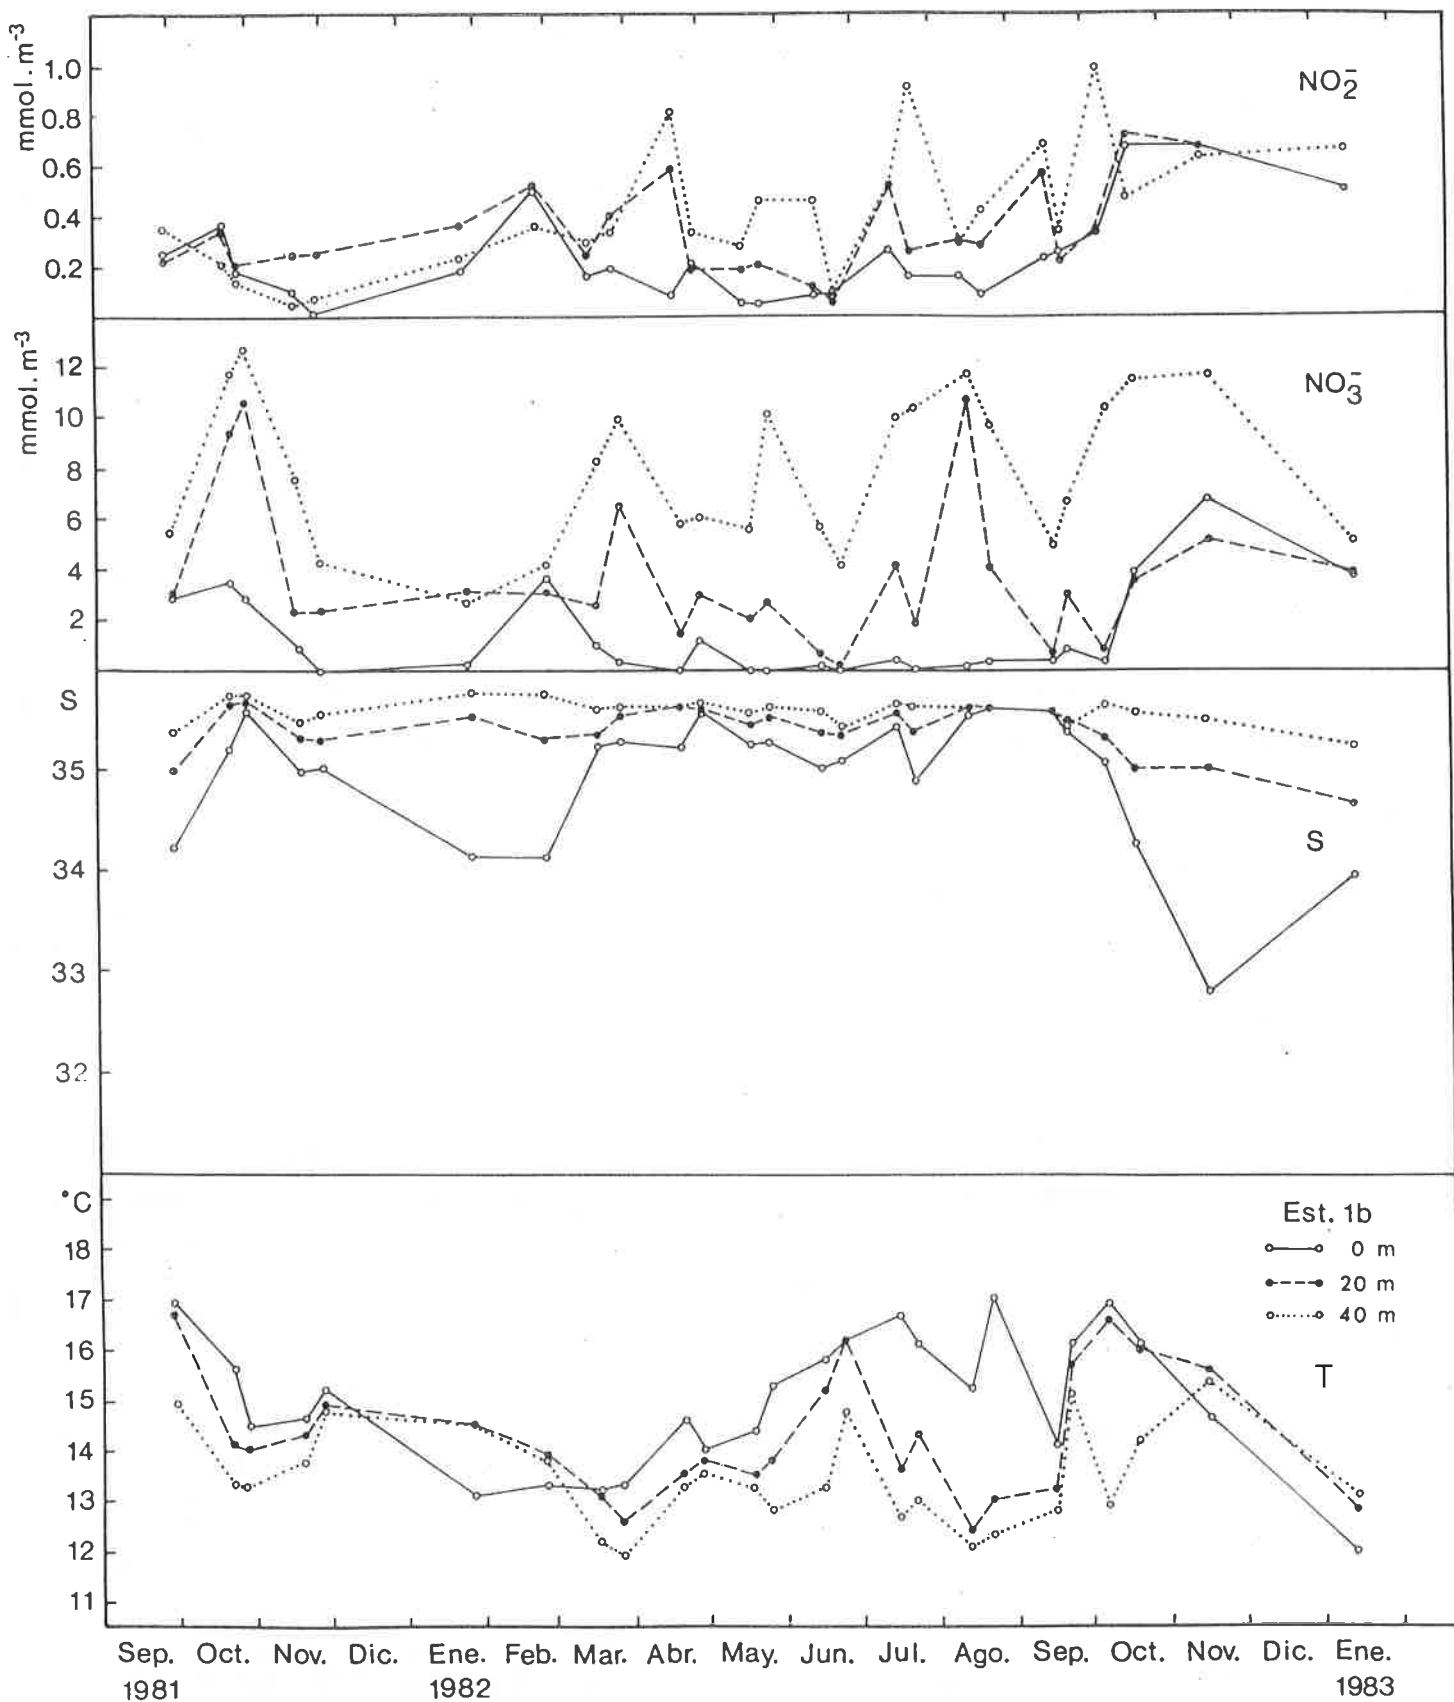 mmol.m⁻³
1.0
0.8
0.6
0.4
0.2
NO₂⁻
mmol.m⁻³
12
10
8
6
4
2
NO₃⁻
S
35
34
33
32
S
°C
18
17
16
15
14
13
12
11
Est. 1b
0 m
20 m
40 m
T
Sep. Oct. Nov. Dic. Ene. Feb. Mar. Abr. May. Jun. Jul. Ago. Sep. Oct. Nov. Dic. Ene.
1981 1982 1983